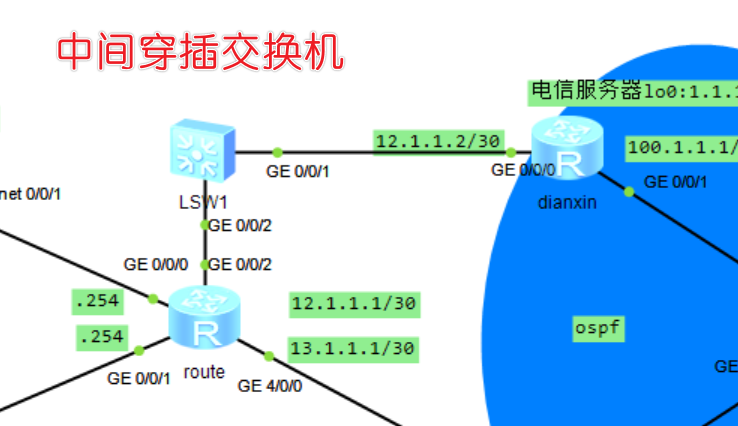 中间穿插交换机
电信服务器lo0:1.1.1
12.1.1.2/30
100.1.1.1/
GE 0/0/1
GE 0/0/0
R
GE 0/0/1
net 0/0/1
LSW1
dianxin
GE 0/0/2
GE 0/0/0
GE 0/0/2
.254
12.1.1.1/30
.254
R
ospf
13.1.1.1/30
GE 0/0/1
route
GE 4/0/0
GE